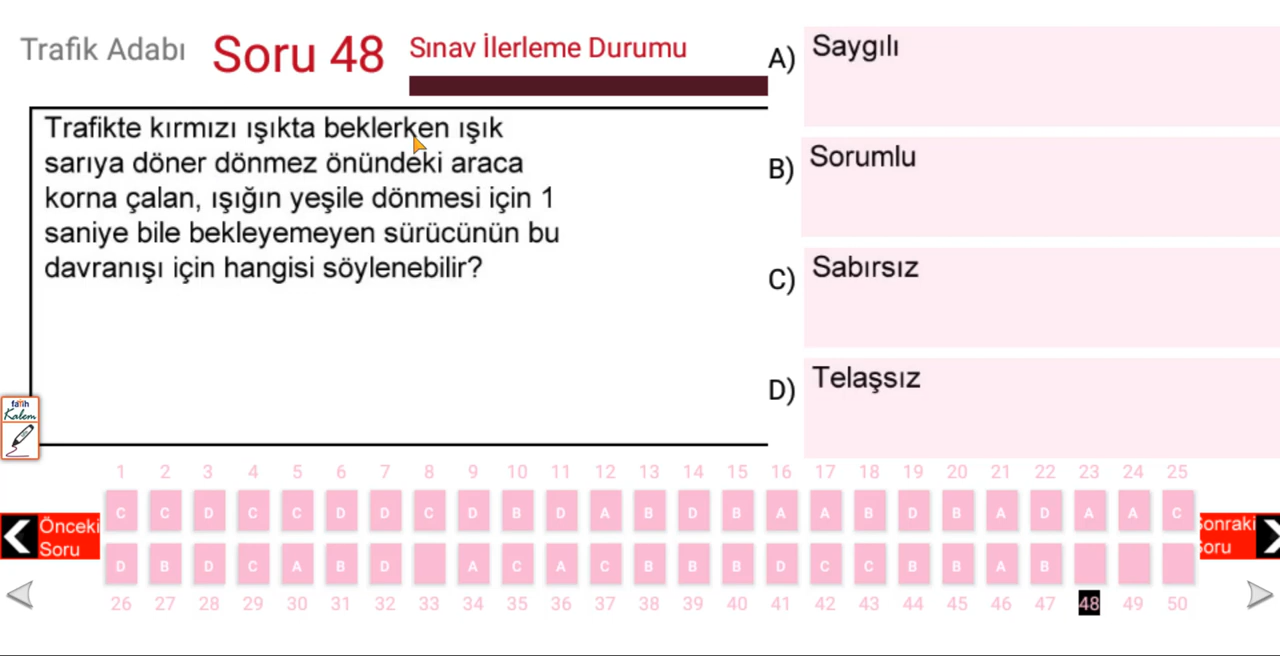 Trafik Adabı
Soru 48
Sınav İlerleme Durumu
Trafikte kırmızı ışıkta beklerken ışık
sarıya döner dönmez önündeki araca
korna çalan, ışığın yeşile dönmesi için 1
saniye bile bekleyemeyen sürücünün bu
davranışı için hangisi söylenebilir?
A) Saygılı
B) Sorumlu
C) Sabırsız
D) Telaşsız
fatih
Kalem
1 2 3 4 5 6 7 8 9 10 11 12 13 14 15 16 17 18 19 20 21 22 23 24 25
C C D C C D D C D B D A B D B A A B D B A D A A C
Önceki
Soru
Sonraki
Soru
D B D C A B D A C A C B B B D C C B B A B
26 27 28 29 30 31 32 33 34 35 36 37 38 39 40 41 42 43 44 45 46 47 48 49 50